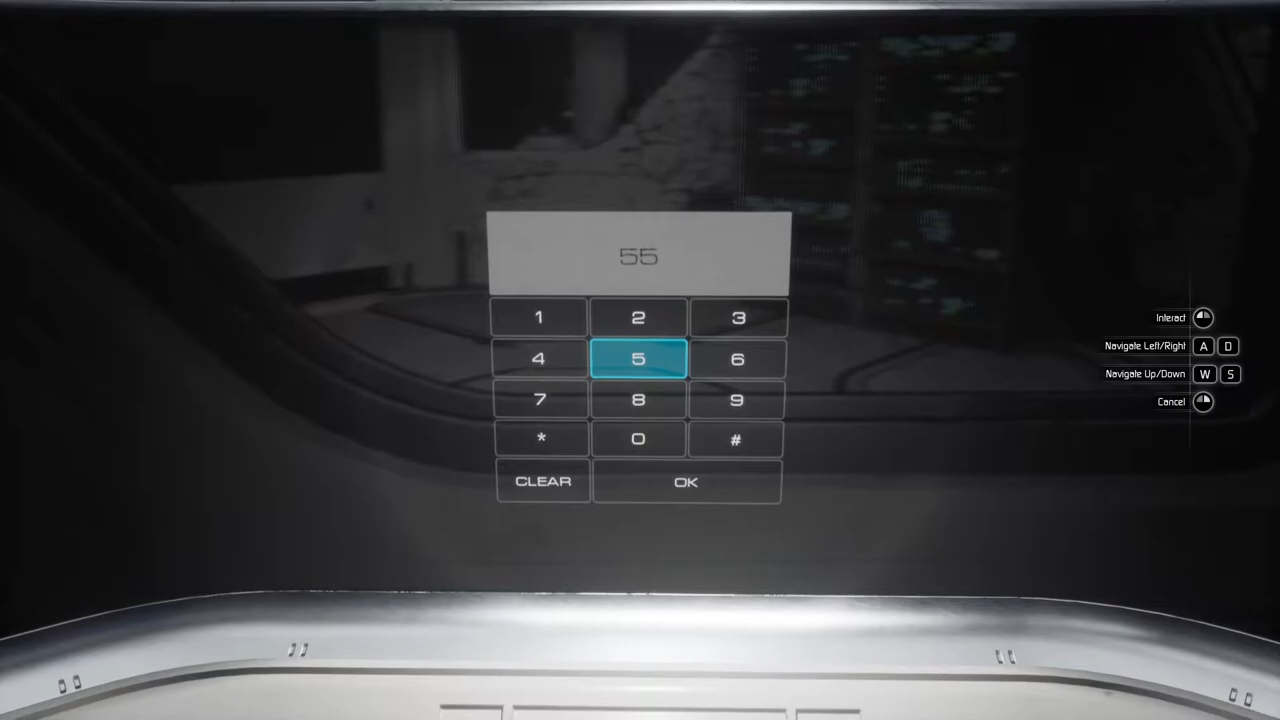 55
1 2 3
4 5 6
7 8 9
* 0 #
CLEAR OK
Interact
Navigate Left/Right A D
Navigate Up/Down W S
Cancel